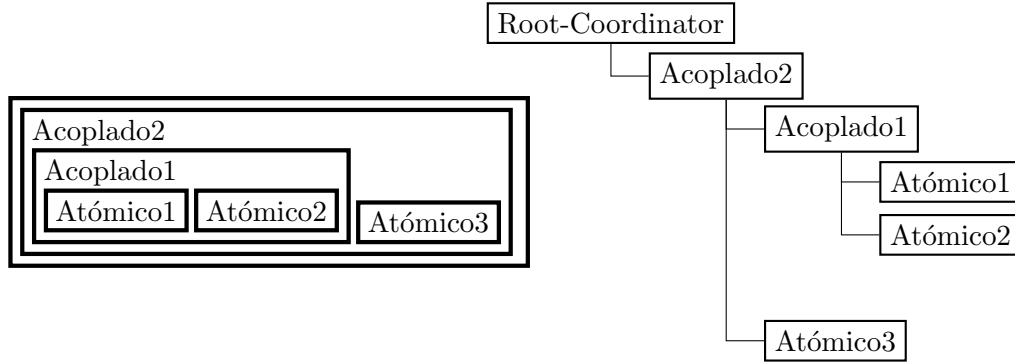 Acoplado2
Acoplado1
Atómico1 Atómico2
Atómico3
Root-Coordinator
Acoplado2
Acoplado1
Atómico1
Atómico2
Atómico3